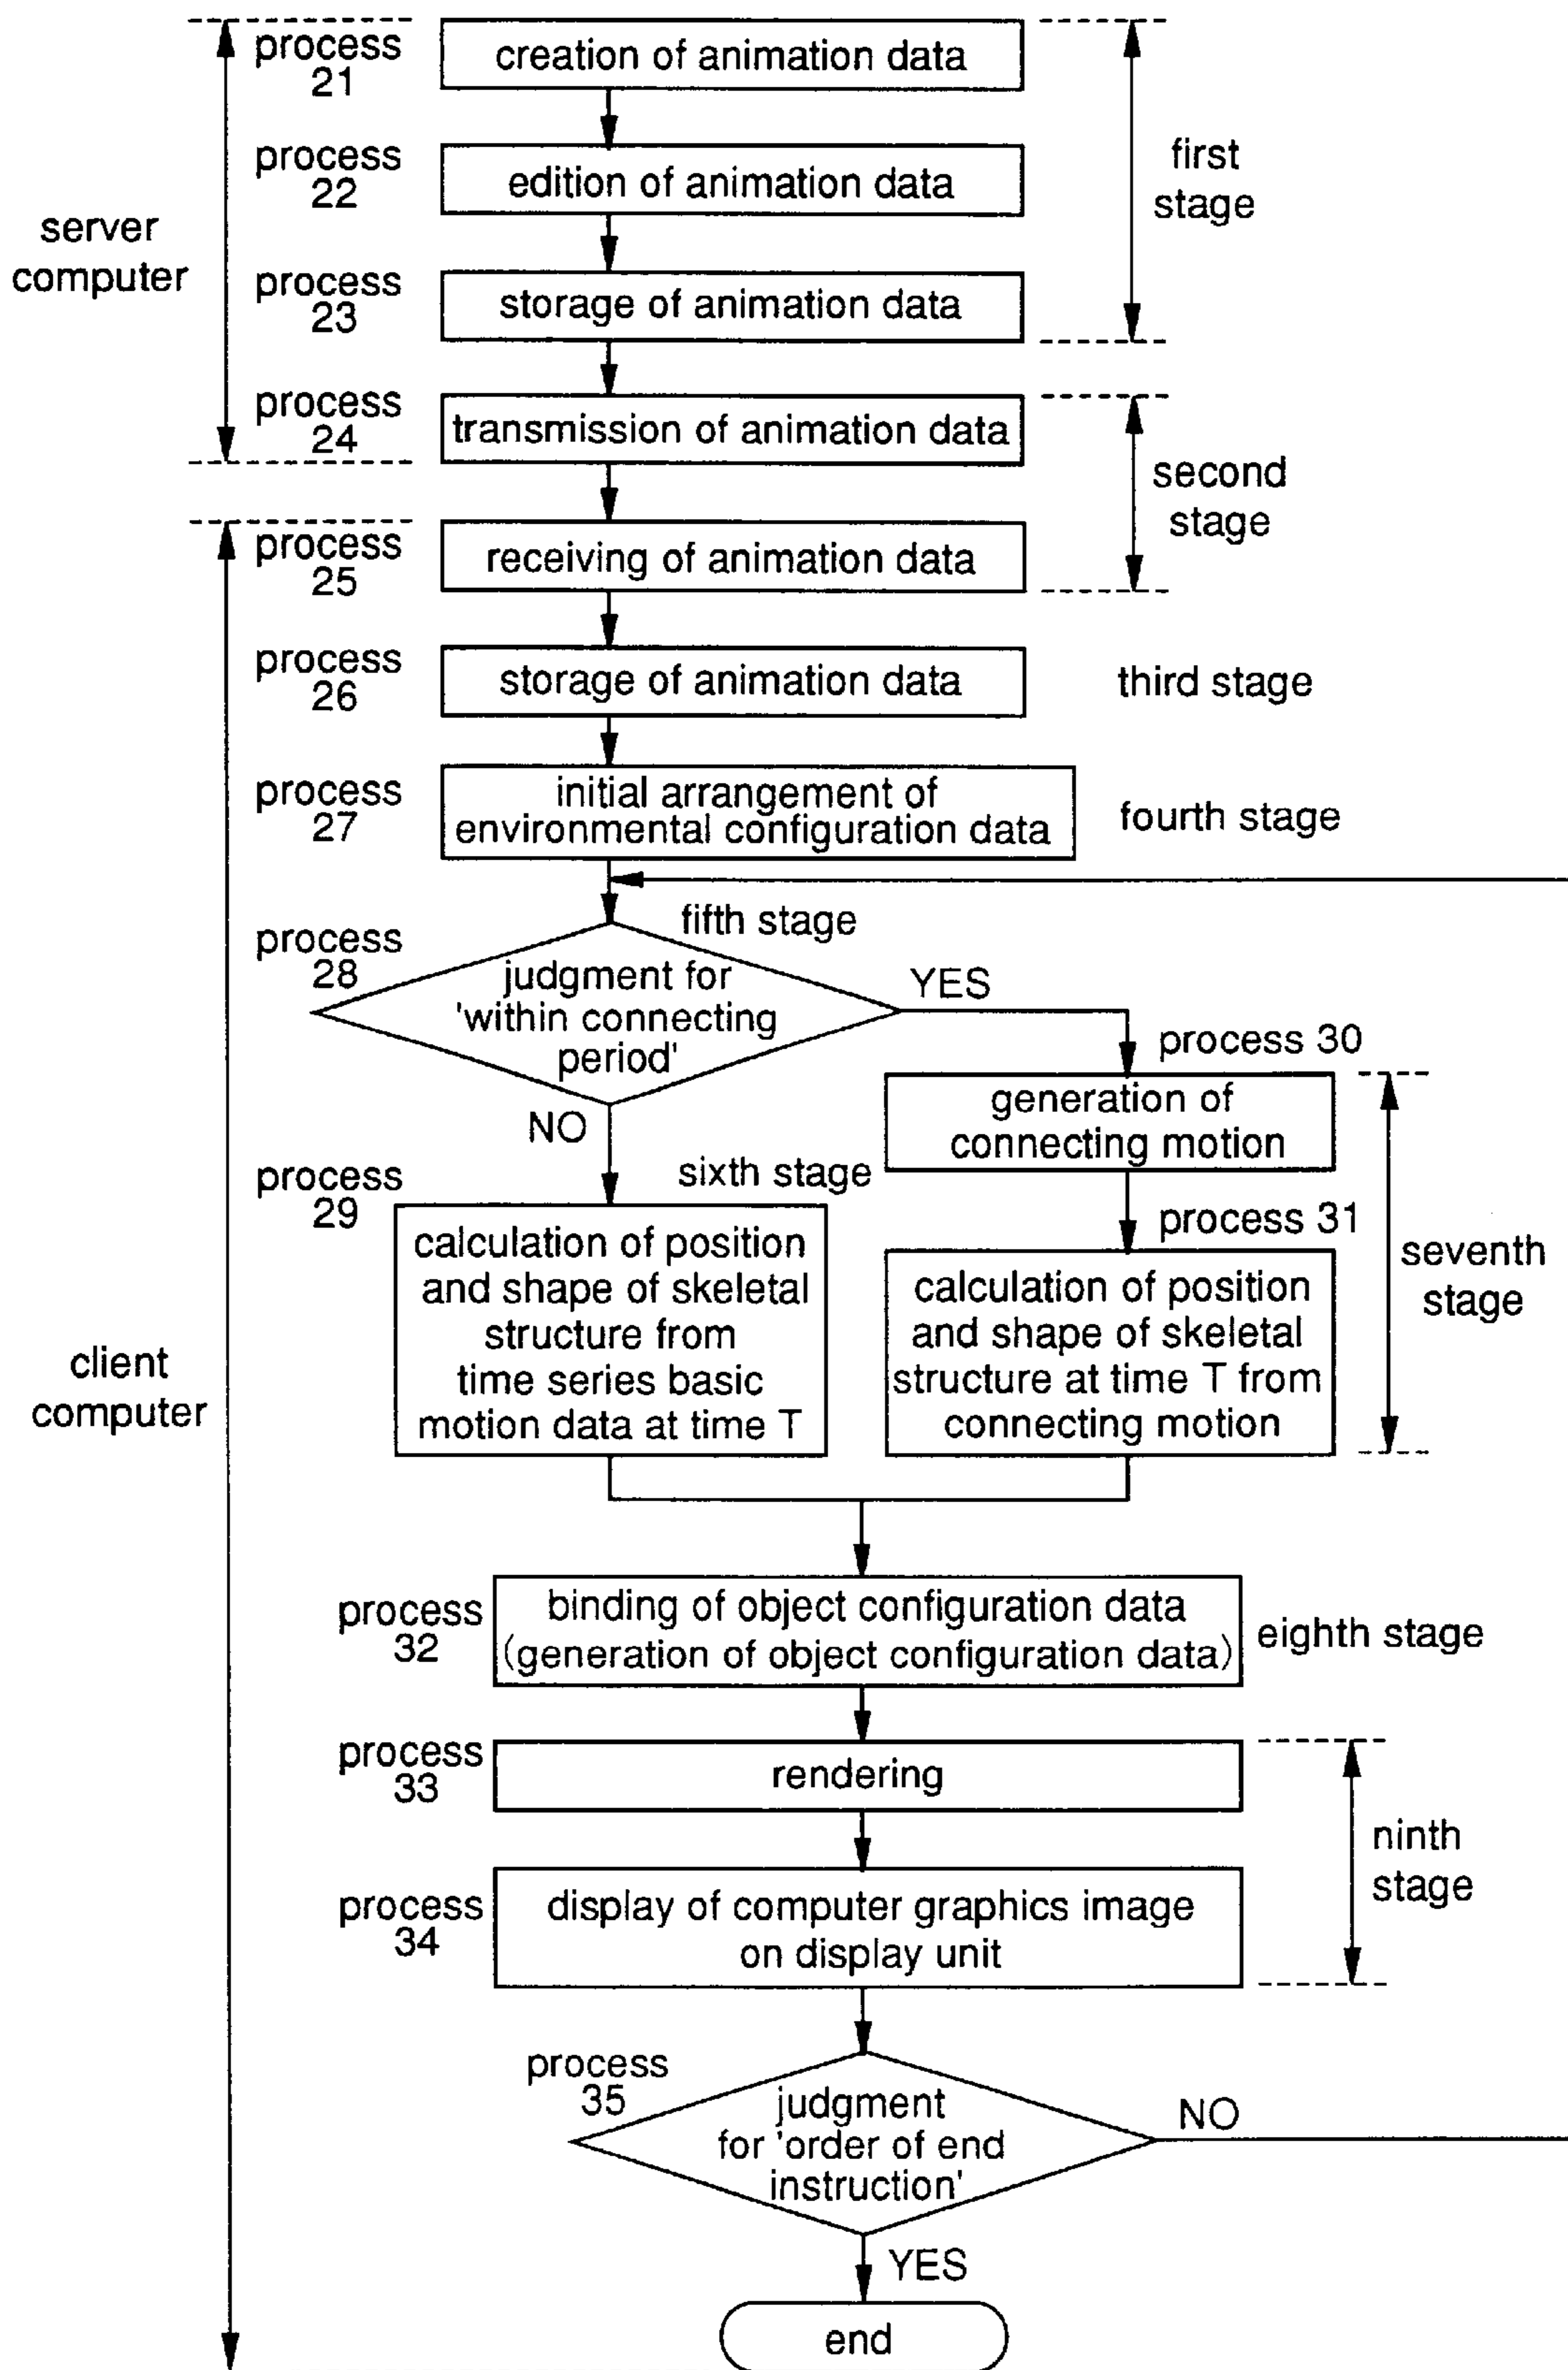 process
21
creation of animation data
process
22
edition of animation data
first
stage
server
computer
process
23
storage of animation data
process
24
transmission of animation data
second
stage
process
25
receiving of animation data
process
26
storage of animation data
third stage
process
27
initial arrangement of
environmental configuration data
fourth stage
fifth stage
process
28
judgment for
'within connecting
period'
YES
NO
process 30
generation of
connecting motion
process
29
sixth stage
calculation of position
and shape of skeletal
structure from
time series basic
motion data at time T
process 31
calculation of position
and shape of skeletal
structure at time T from
connecting motion
seventh
stage
client
computer
process
32
binding of object configuration data
(generation of object configuration data)
eighth stage
process
33
rendering
ninth
stage
process
34
display of computer graphics image
on display unit
process
35
judgment
for 'order of end
instruction'
NO
YES
end